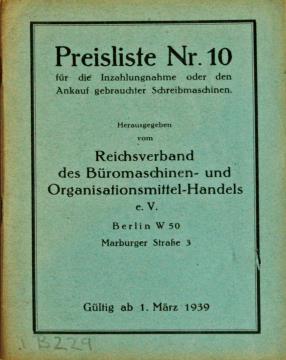 Preisliste Nr. 10
für die Inzahlungnahme oder den
Ankauf gebrauchter Schreibmaschinen.
Herausgegeben
vom
Reichsverband
des Büromaschinen- und
Organisationsmittel-Handels
e. V.
Berlin W 50
Marburger Straße 3
Gültig ab 1. März 1939
B229